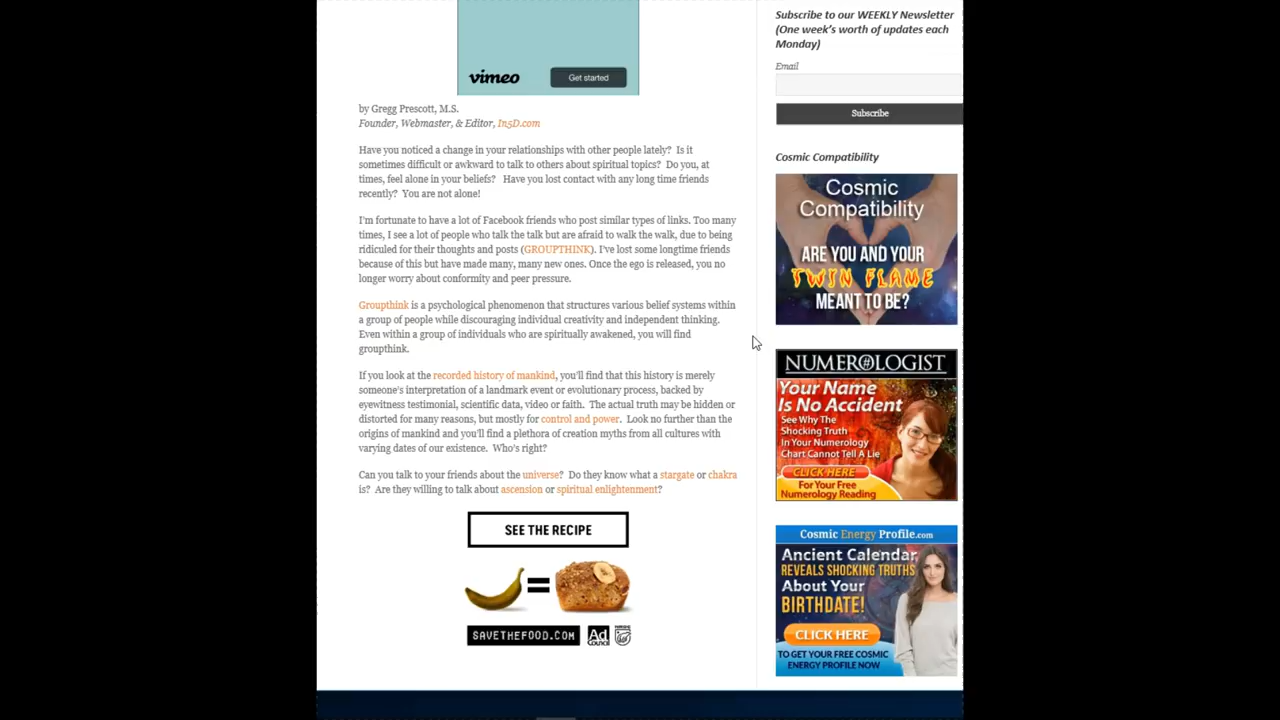 vimeo
Get started
by Gregg Prescott, M.S.
Founder, Webmaster, & Editor, In5D.com
Have you noticed a change in your relationships with other people lately?  Is it
sometimes difficult or awkward to talk to others about spiritual topics?  Do you, at
times, feel alone in your beliefs?   Have you lost contact with any long time friends
recently?  You are not alone!
I'm fortunate to have a lot of Facebook friends who post similar types of links. Too many
times, I see a lot of people who talk the talk but are afraid to walk the walk, due to being
ridiculed for their thoughts and posts (GROUPTHINK). I've lost some longtime friends
because of this but have made many, many new ones. Once the ego is released, you no
longer worry about conformity and peer pressure.
Groupthink is a psychological phenomenon that structures various belief systems within
a group of people while discouraging individual creativity and independent thinking.
Even within a group of individuals who are spiritually awakened, you will find
groupthink.
If you look at the recorded history of mankind, you'll find that this history is merely
someone's interpretation of a landmark event or evolutionary process, backed by
eyewitness testimonial, scientific data, video or faith.  The actual truth may be hidden or
distorted for many reasons, but mostly for control and power.  Look no further than the
origins of mankind and you'll find a plethora of creation myths from all cultures with
varying dates of our existence.  Who's right?
Can you talk to your friends about the universe?  Do they know what a stargate or chakra
is?  Are they willing to talk about ascension or spiritual enlightenment?
SEE THE RECIPE
=
SAVETHEFOOD.COM
Ad
COUNCIL
Subscribe to our WEEKLY Newsletter
(One week's worth of updates each
Monday)
Email
Subscribe
Cosmic Compatibility
Cosmic
Compatibility
ARE YOU AND YOUR
TWIN FLAME
MEANT TO BE?
NUMER#LOGIST
Your Name
Is No Accident
See Why The
Shocking Truth
In Your Numerology
Chart Cannot Tell A Lie
CLICK HERE
For Your Free
Numerology Reading
Cosmic Energy Profile.com
Ancient Calendar
REVEALS SHOCKING TRUTHS
About Your
BIRTHDATE!
CLICK HERE
TO GET YOUR FREE COSMIC
ENERGY PROFILE NOW